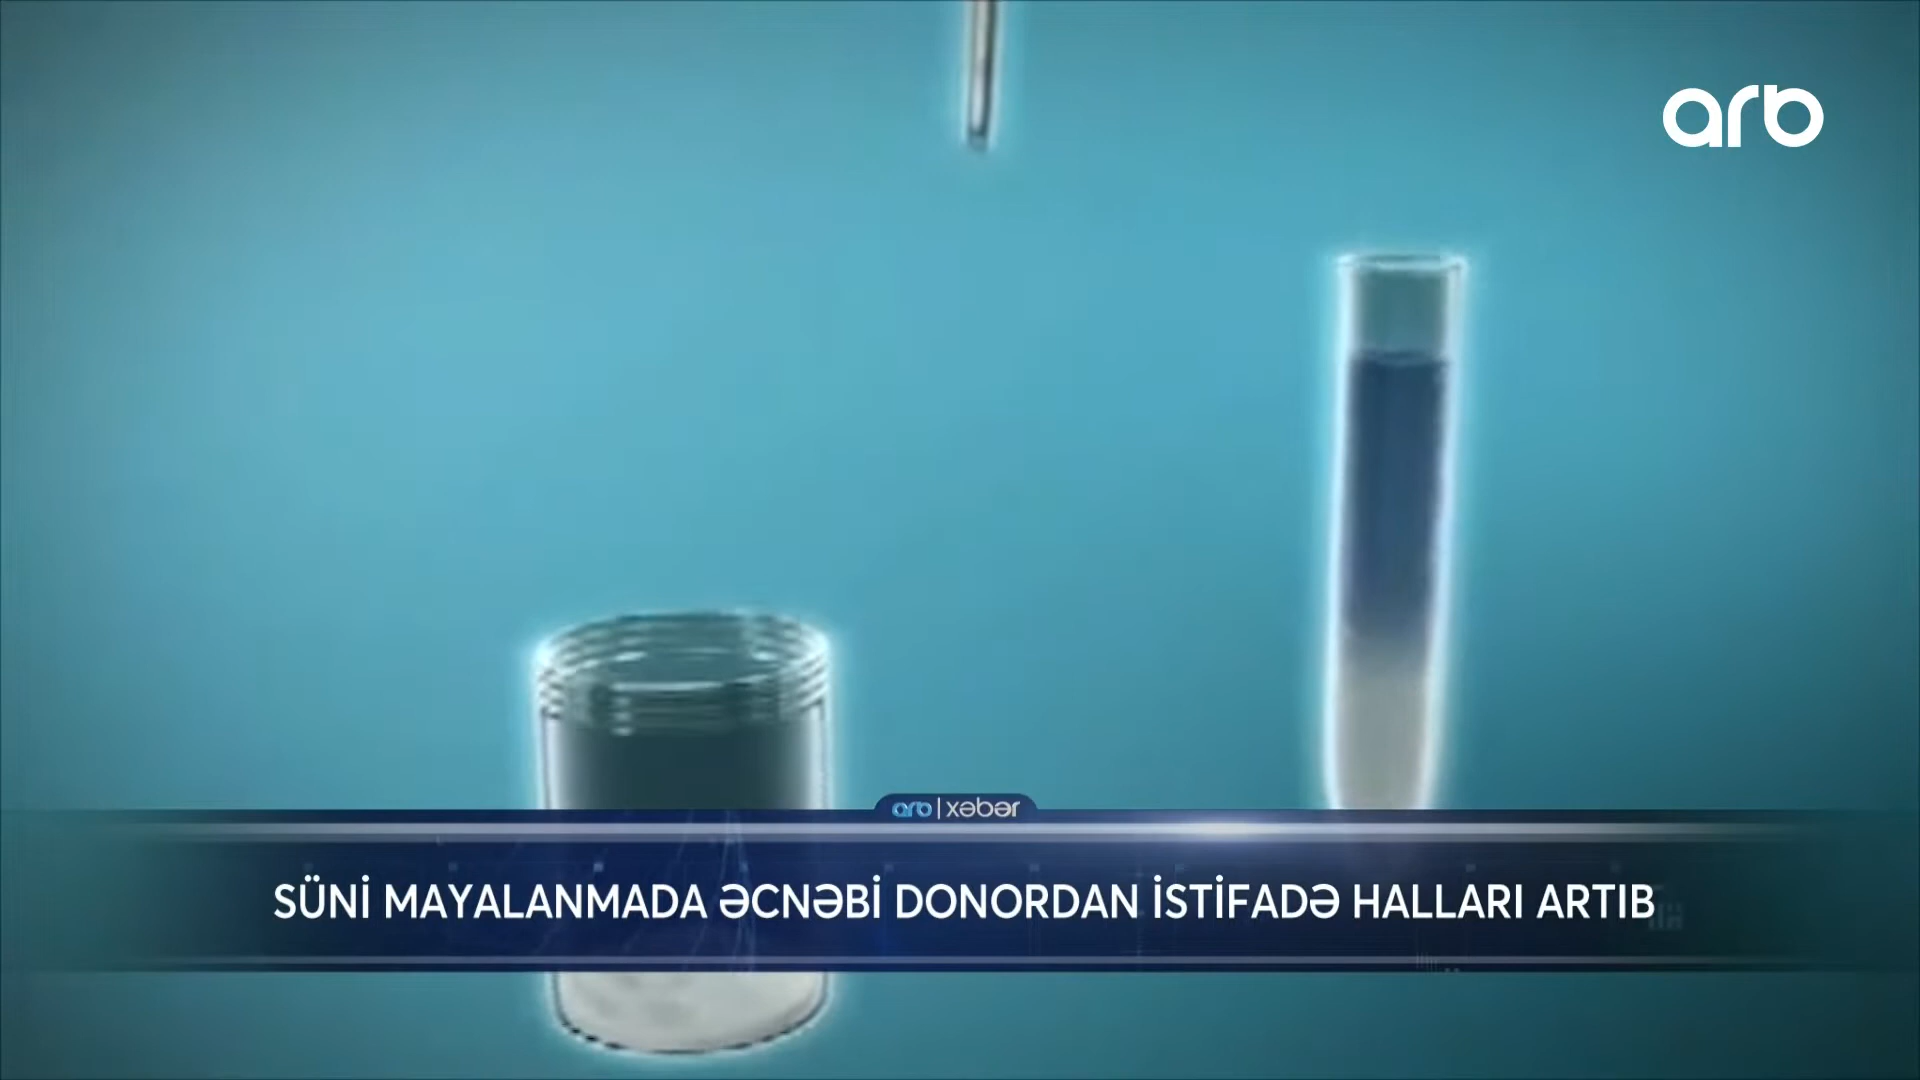 arb
arb | xəbər
SÜNİ MAYALANMADA ƏCNƏBİ DONORDAN İSTİFADƏ HALLARI ARTIB